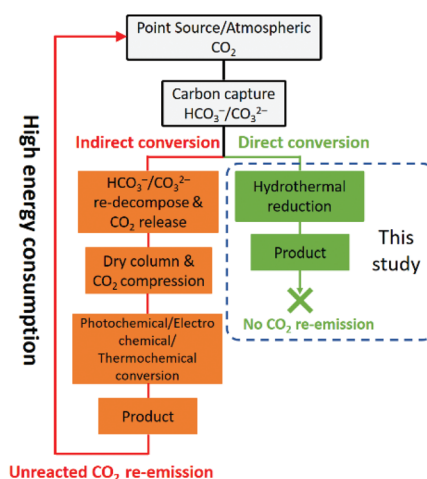 Point Source/Atmospheric
CO₂
Carbon capture
HCO₃⁻/CO₃²⁻
Indirect conversion
Direct conversion
HCO₃⁻/CO₃²⁻
re-decompose &
CO₂ release
Dry column &
CO₂ compression
Photochemical/Electro
chemical/
Thermochemical
conversion
Product
Unreacted CO₂ re-emission
High energy consumption
Hydrothermal
reduction
Product
No CO₂ re-emission
This
study